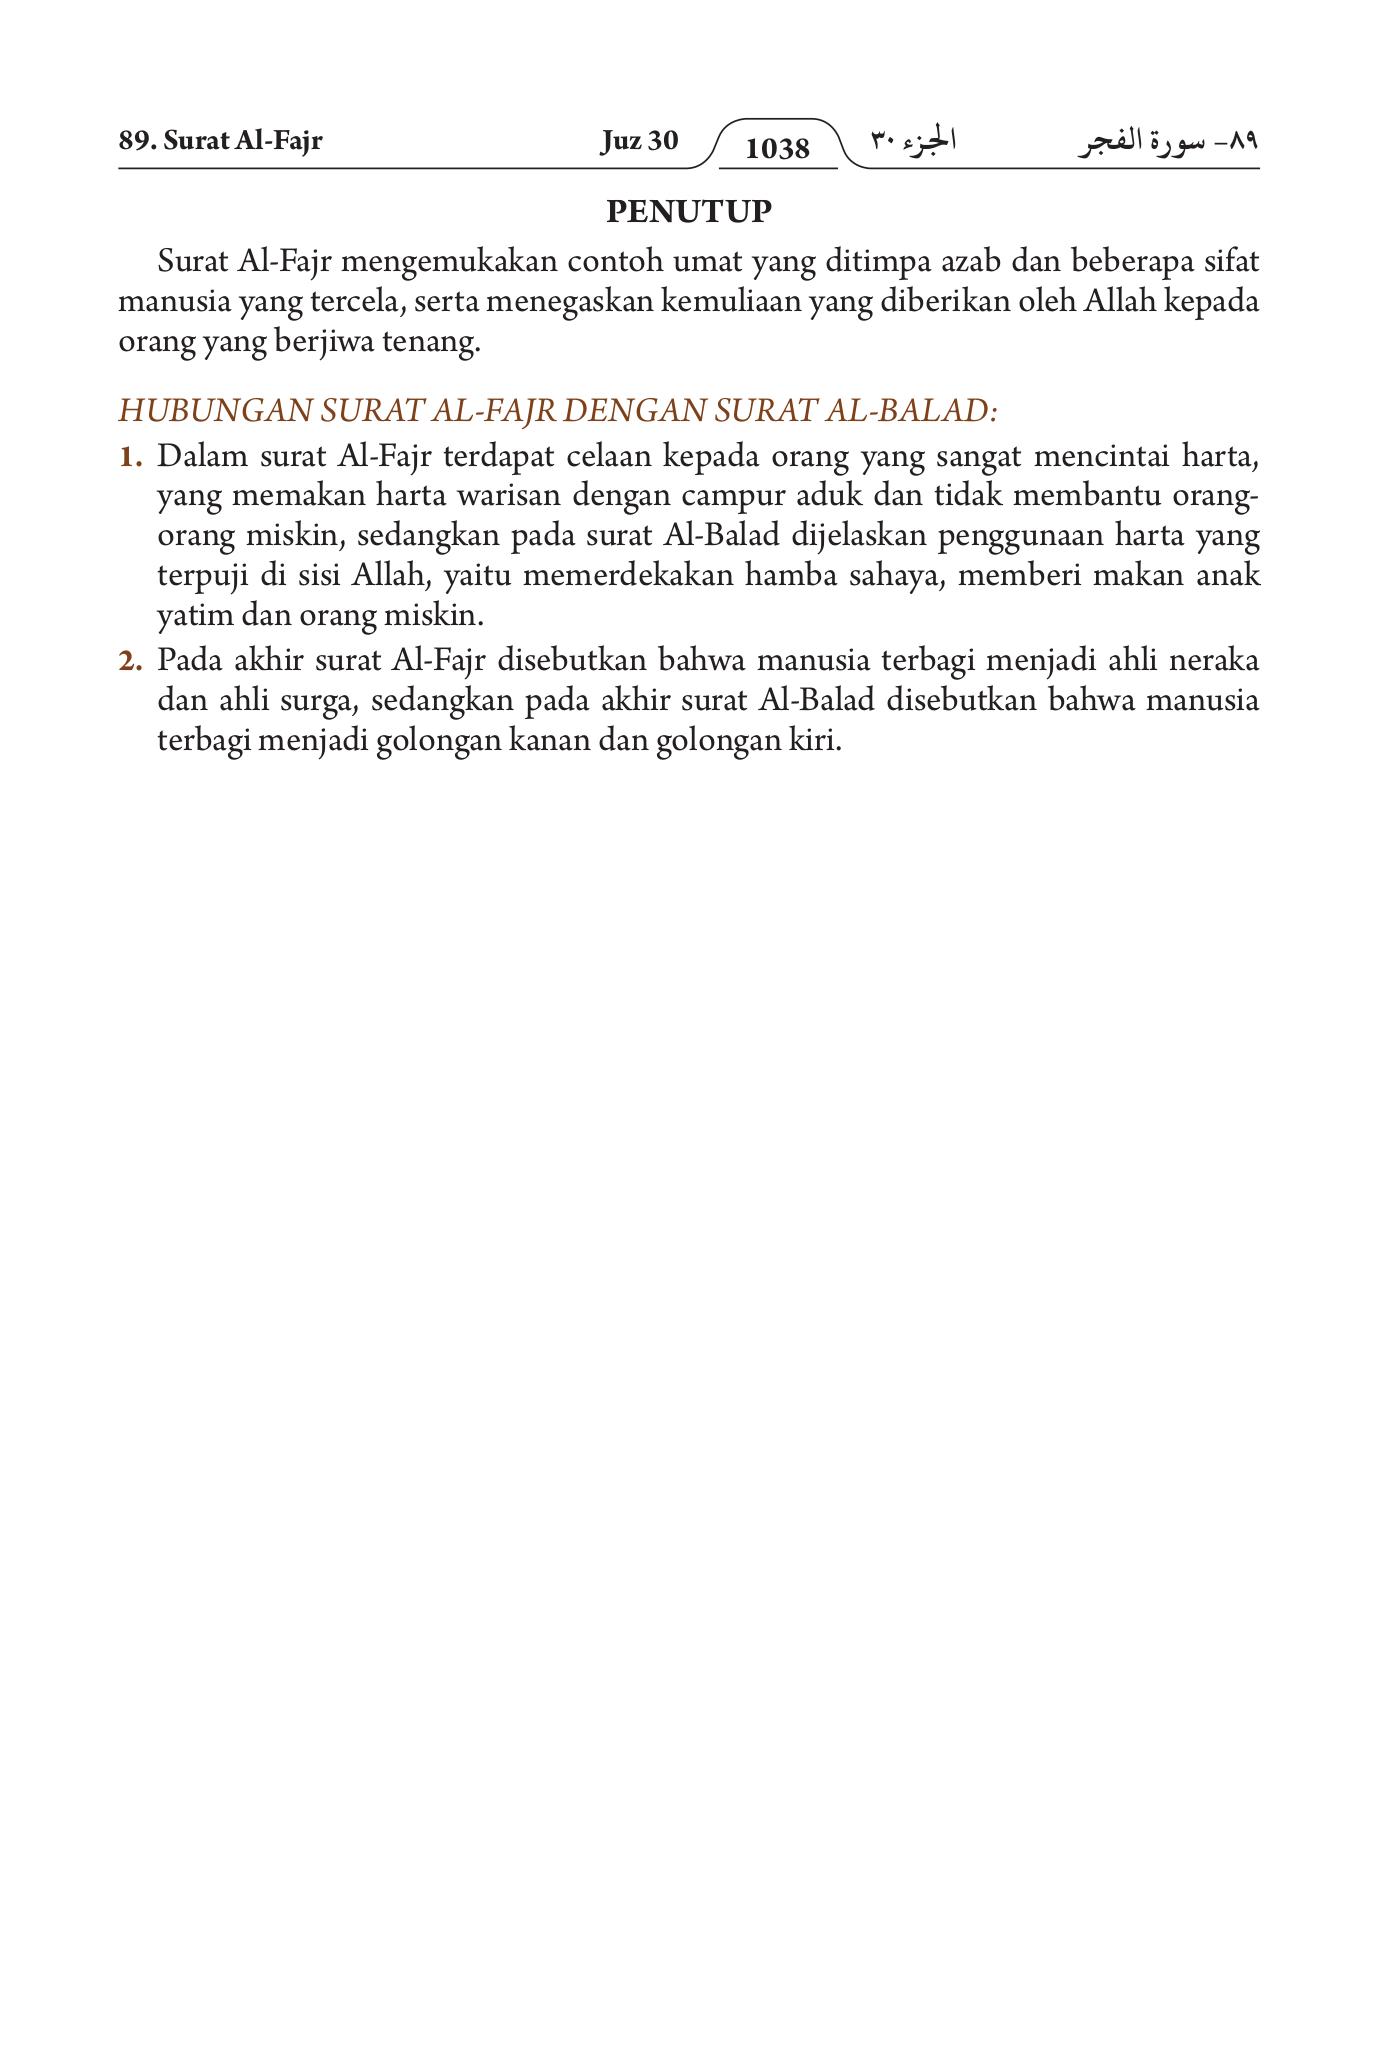 89. Surat Al-Fajr Juz 30 1038 الجزء ٣٠ ٨٩- سورة الفجر
PENUTUP
Surat Al-Fajr mengemukakan contoh umat yang ditimpa azab dan beberapa sifat
manusia yang tercela, serta menegaskan kemuliaan yang diberikan oleh Allah kepada
orang yang berjiwa tenang.
HUBUNGAN SURAT AL-FAJR DENGAN SURAT AL-BALAD:
1. Dalam surat Al-Fajr terdapat celaan kepada orang yang sangat mencintai harta,
yang memakan harta warisan dengan campur aduk dan tidak membantu orang-
orang miskin, sedangkan pada surat Al-Balad dijelaskan penggunaan harta yang
terpuji di sisi Allah, yaitu memerdekakan hamba sahaya, memberi makan anak
yatim dan orang miskin.
2. Pada akhir surat Al-Fajr disebutkan bahwa manusia terbagi menjadi ahli neraka
dan ahli surga, sedangkan pada akhir surat Al-Balad disebutkan bahwa manusia
terbagi menjadi golongan kanan dan golongan kiri.